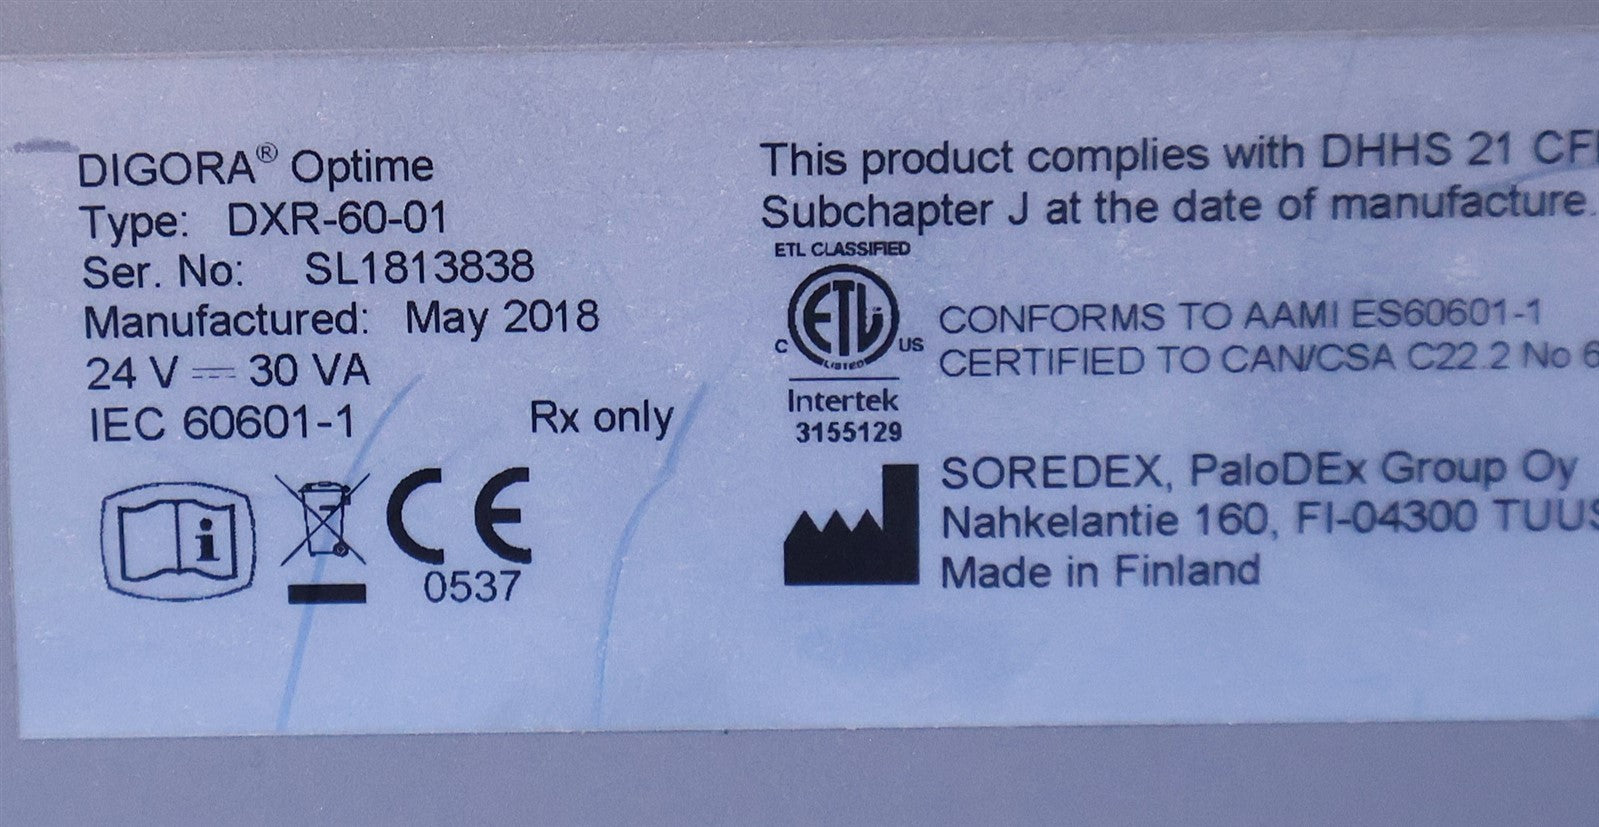 DIGORA® Optime
Type: DXR-60-01
Ser. No: SL1813838
Manufactured: May 2018
24 V ⎓ 30 VA
IEC 60601-1
Rx only
CE
0537
This product complies with DHHS 21
Subchapter J at the date of manufacture.
ETL CLASSIFIED
ETL
C US
LISTED
Intertek
3155129
CONFORMS TO AAMI ES60601-1
CERTIFIED TO CAN/CSA C22.2 No
SOREDEX, PaloDEx Group Oy
Nahkelantie 160, FI-04300
Made in Finland